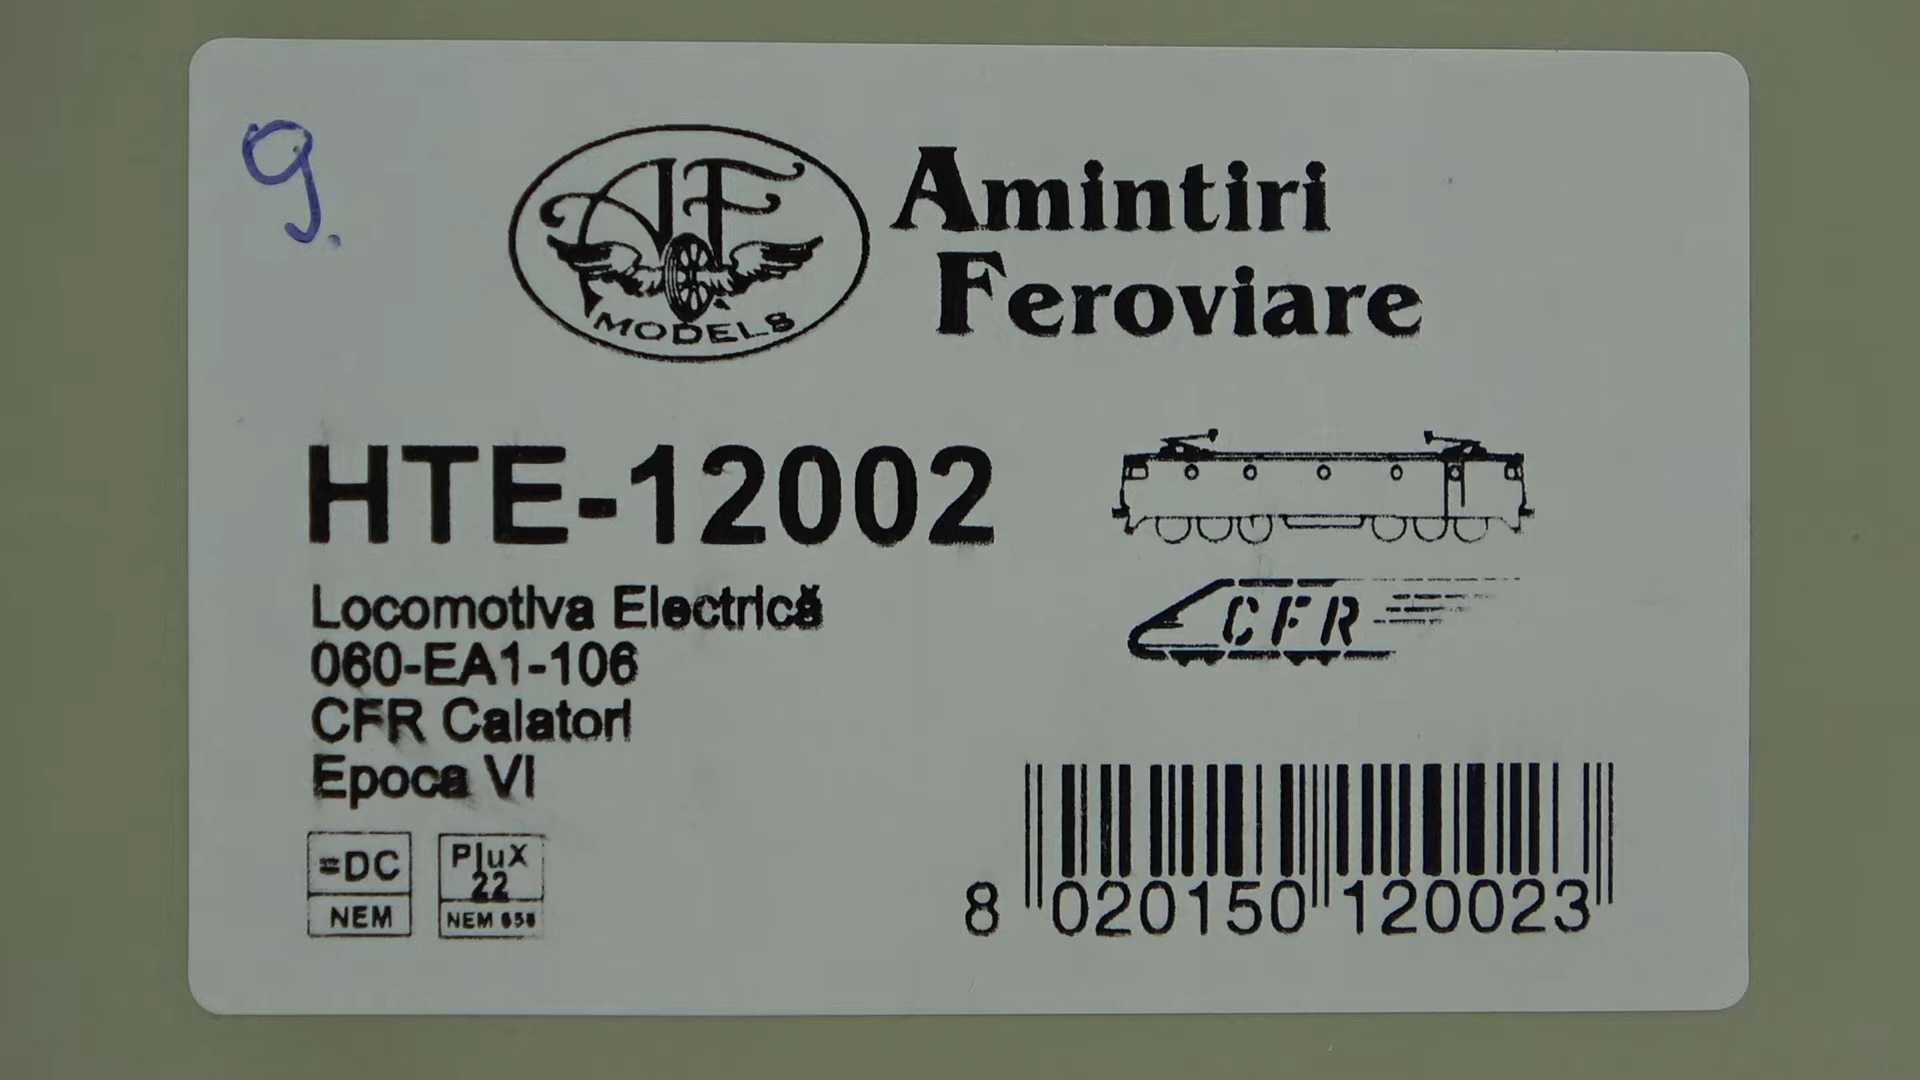 9.
AF
MODELS
Amintiri
Feroviare
HTE-12002
Locomotiva Electrică
060-EA1-106
CFR Calatori
Epoca VI
CFR
=DC
NEM
PluX
22
NEM 658
8 020150 120023